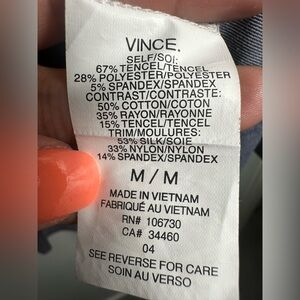 VINCE.
SELF/SOI:
67% TENCEL/TENCEL
28% POLYESTER/POLYESTER
5% SPANDEX/SPANDEX
CONTRAST/CONTRASTE:
50% COTTON/COTON
35% RAYON/RAYONNE
15% TENCEL/TENCEL
TRIM/MOULURES:
53% SILK/SOIE
33% NYLON/NYLON
14% SPANDEX/SPANDEX
M / M
MADE IN VIETNAM
FABRIQUÉ AU VIETNAM
RN# 106730
CA# 34460
04
SEE REVERSE FOR CARE
SOIN AU VERSO